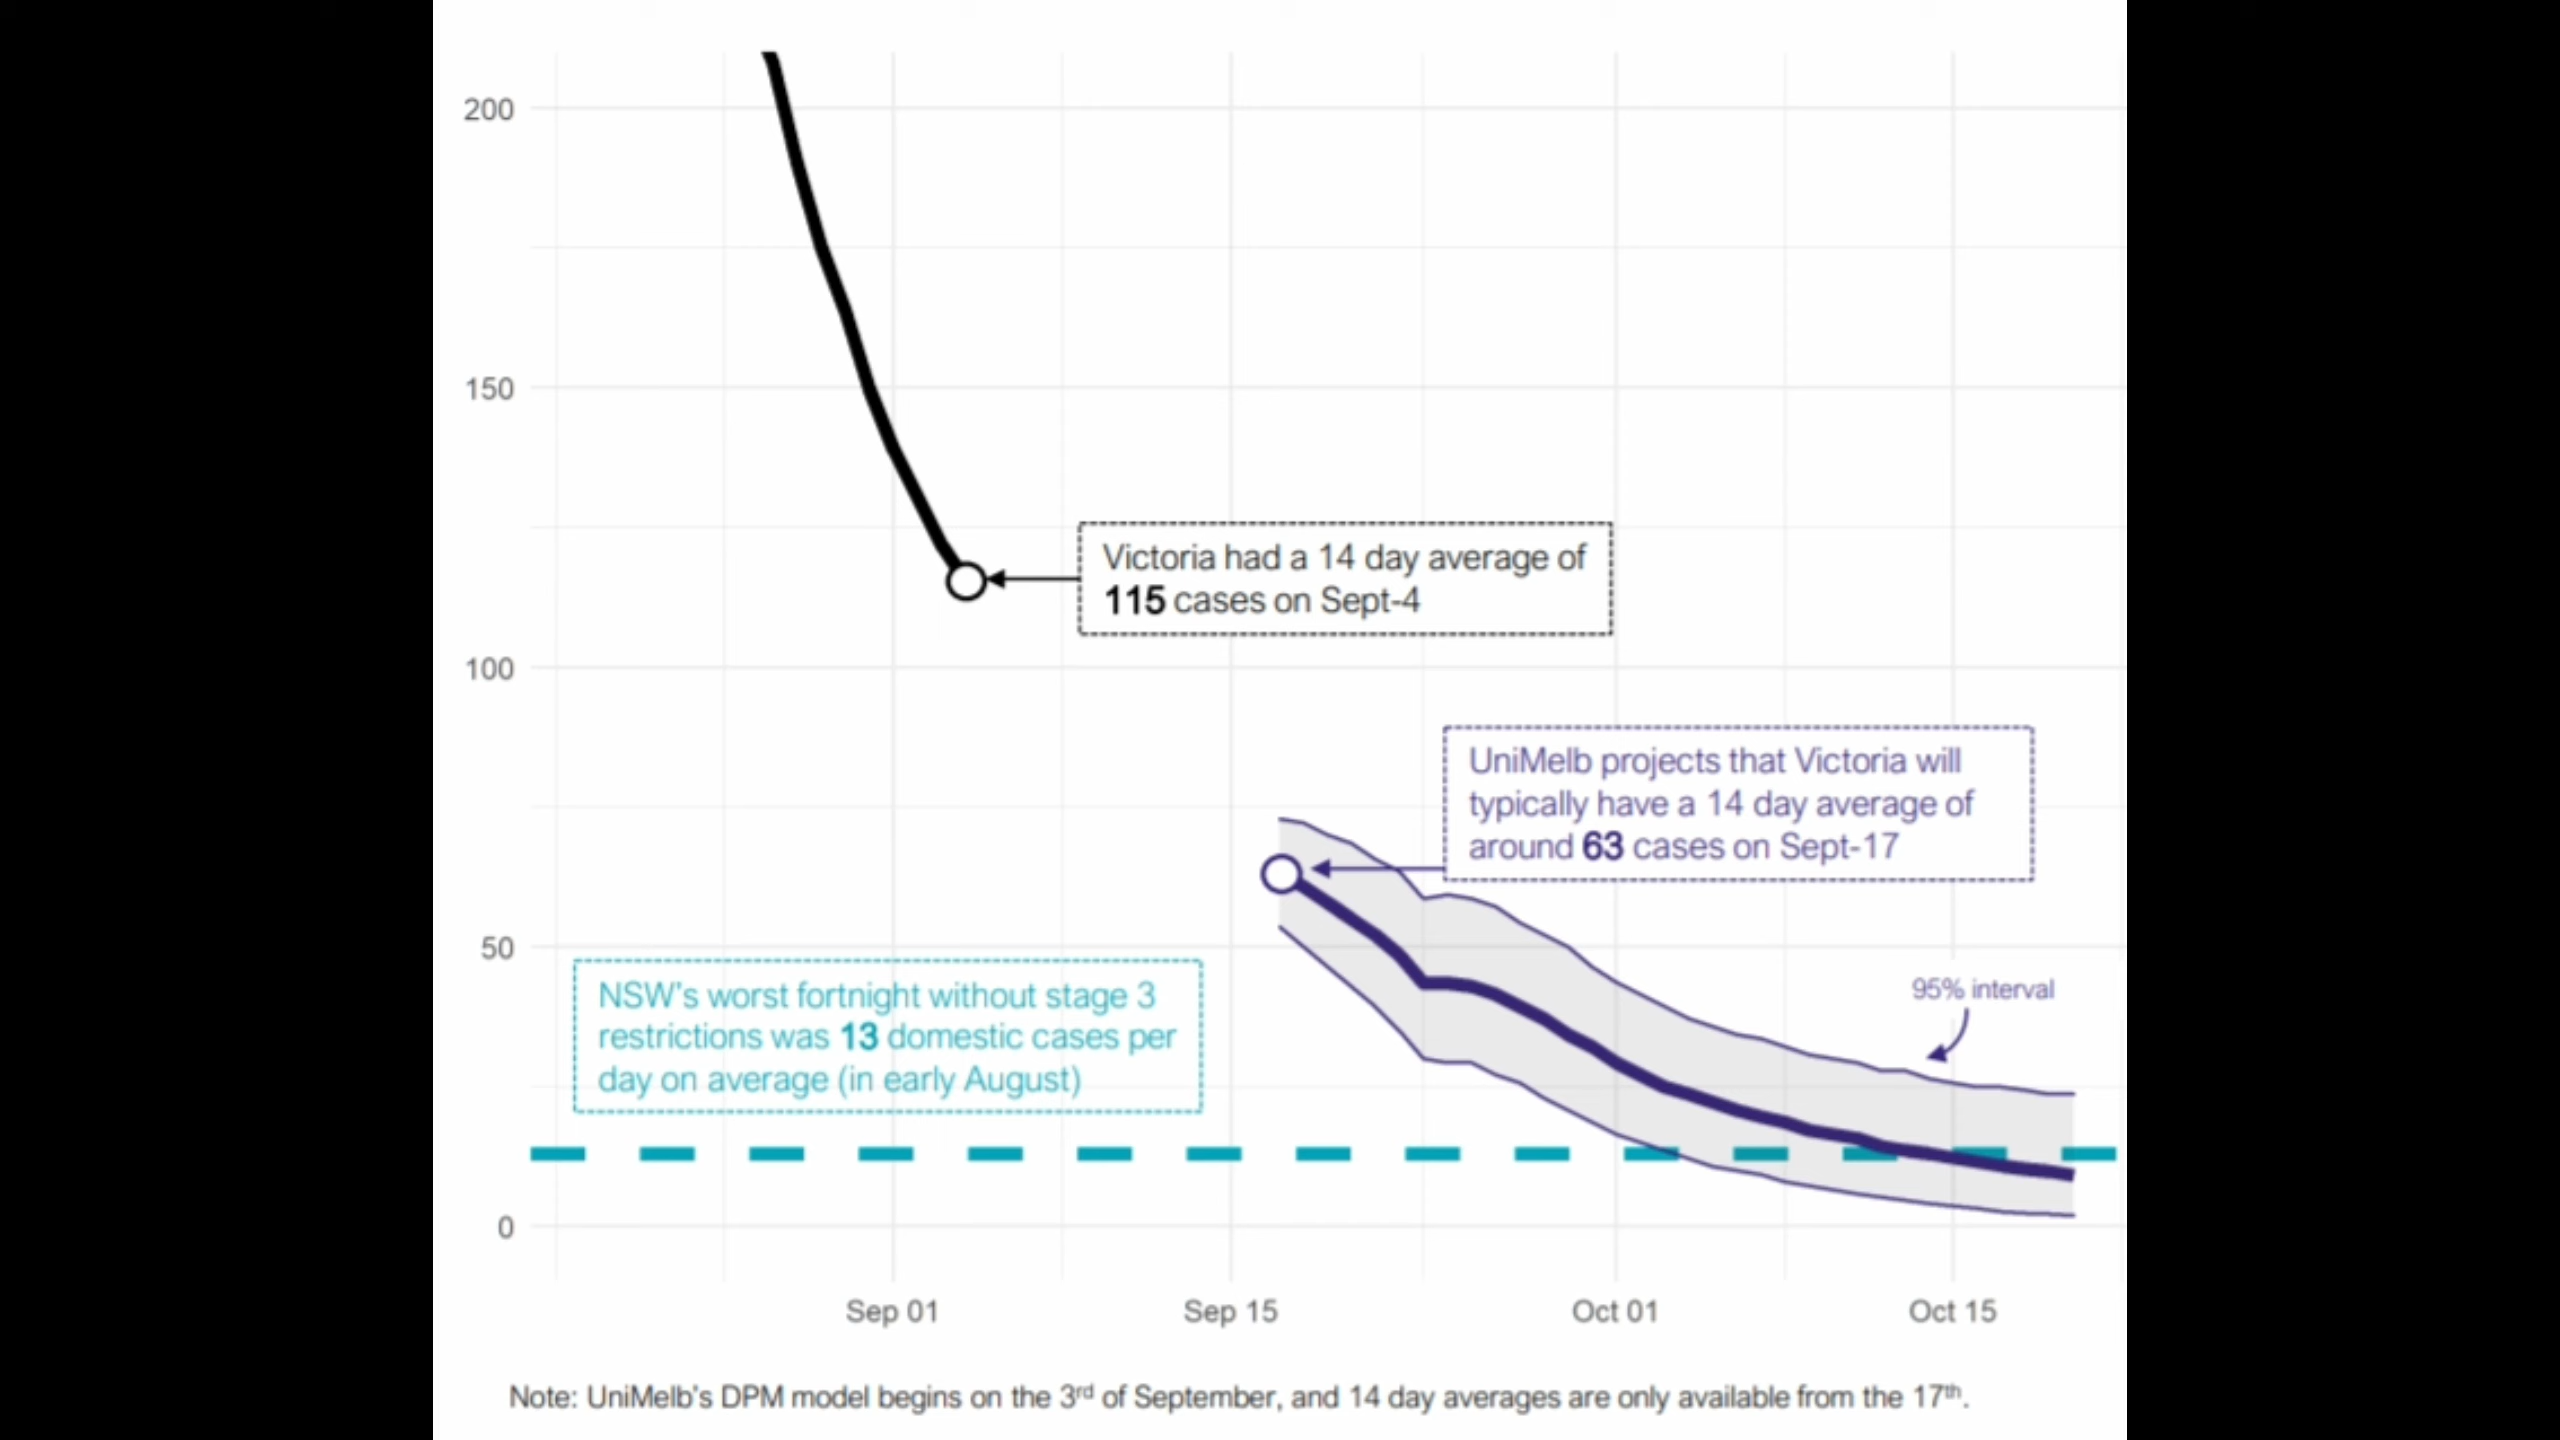 200
150
Victoria had a 14 day average of
115 cases on Sept-4
100
UniMelb projects that Victoria will
typically have a 14 day average of
around 63 cases on Sept-17
50
NSW's worst fortnight without stage 3
restrictions was 13 domestic cases per
day on average (in early August)
95% interval
0
Sep 01
Sep 15
Oct 01
Oct 15
Note: UniMelb's DPM model begins on the 3rd of September, and 14 day averages are only available from the 17th.